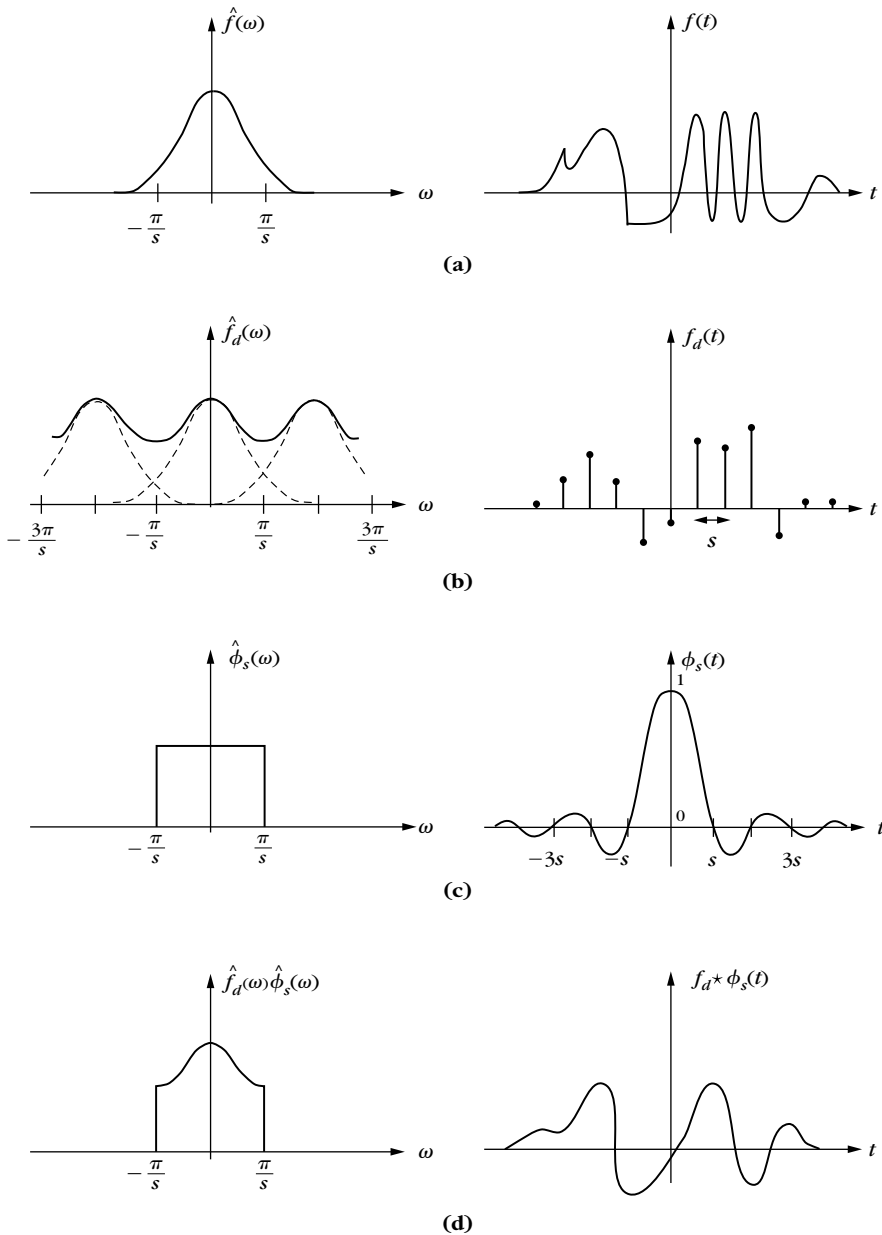 f̂(ω)
f(t)
ω
t
−π/s
π/s
(a)
f̂_d(ω)
f_d(t)
ω
t
−3π/s
−π/s
π/s
3π/s
s
(b)
ϕ̂_s(ω)
ϕ_s(t)
1
0
ω
t
−π/s
π/s
−3s
−s
s
3s
(c)
f̂_d(ω)ϕ̂_s(ω)
f_d⋆ϕ_s(t)
ω
t
−π/s
π/s
(d)